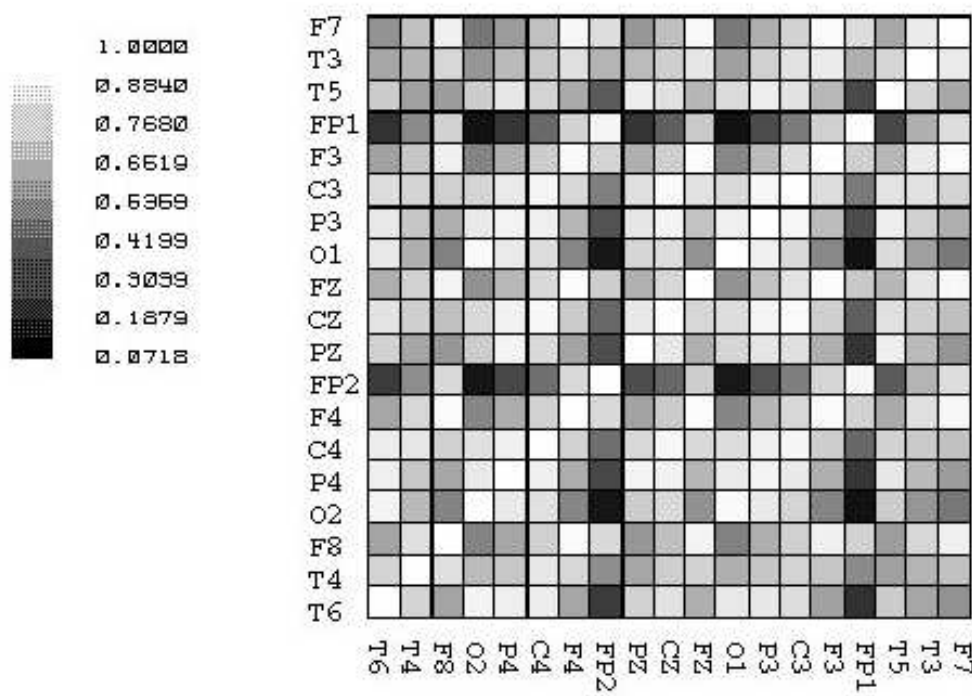 1.0000
0.8840
0.7680
0.6519
0.5359
0.4199
0.3039
0.1879
0.0718
F7
T3
T5
FP1
F3
C3
P3
O1
FZ
CZ
PZ
FP2
F4
C4
P4
O2
F8
T4
T6
T6 T4 F8 O2 P4 C4 F4 FP2 PZ CZ FZ O1 P3 C3 F3 FP1 T5 T3 F7